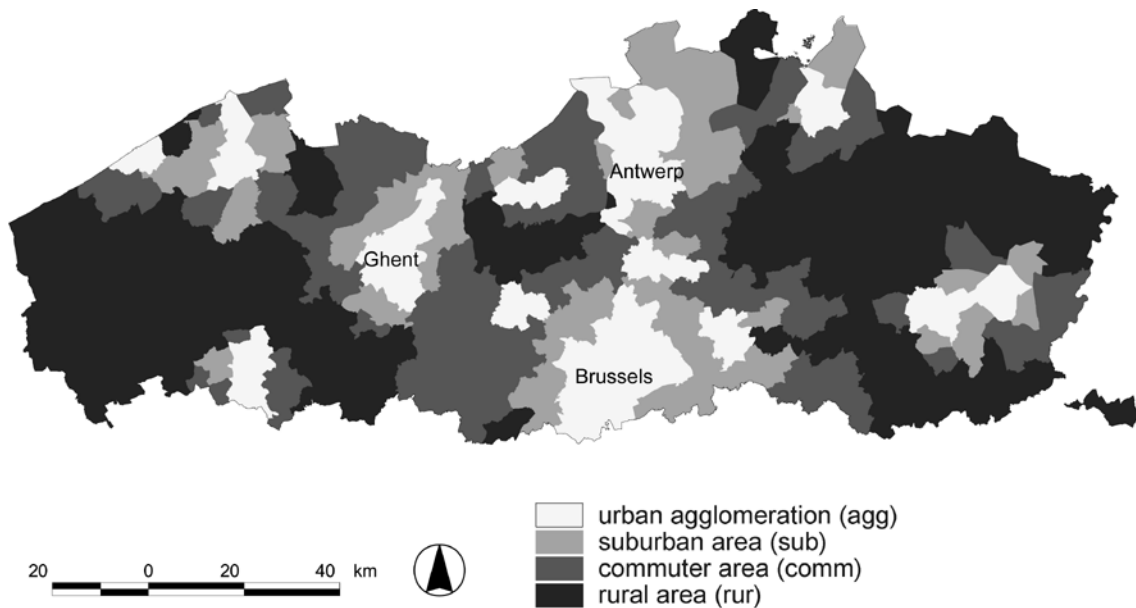 Antwerp
Ghent
Brussels
urban agglomeration (agg)
suburban area (sub)
commuter area (comm)
rural area (rur)
20 0 20 40 km